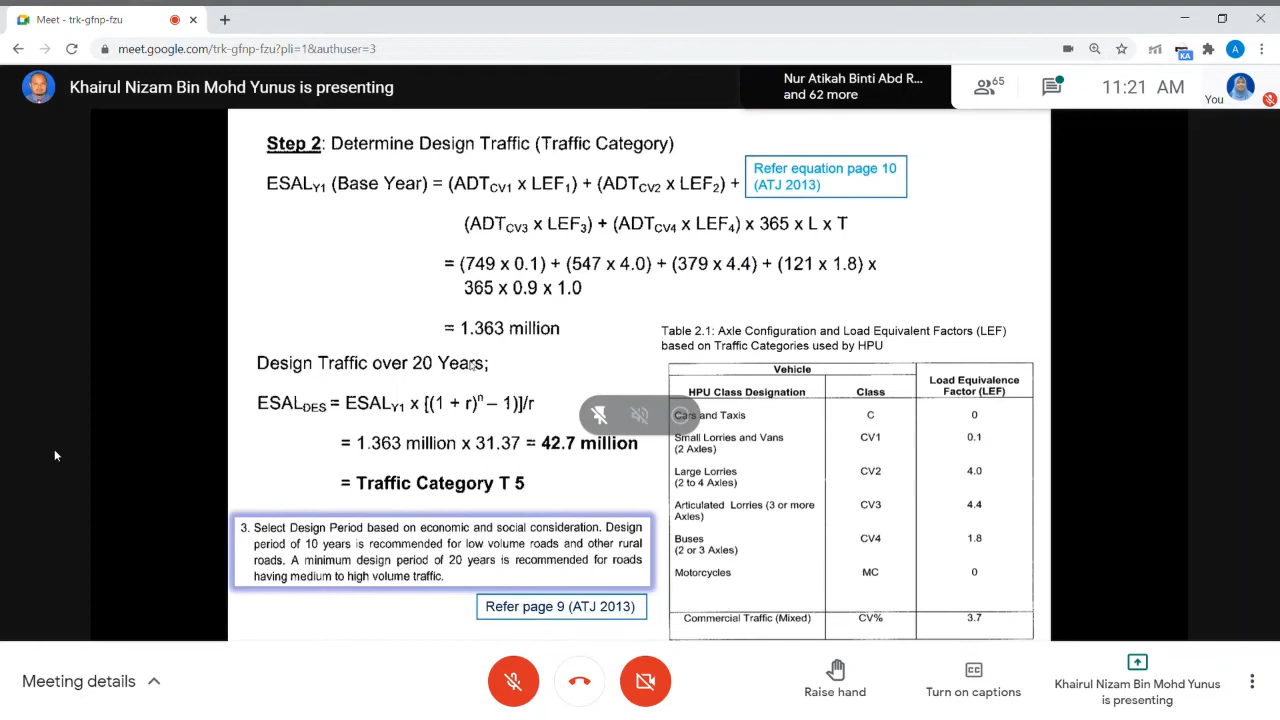 Meet - trk-gfnp-fzu
meet.google.com/trk-gfnp-fzu?pli=1&authuser=3
KA
A
Khairul Nizam Bin Mohd Yunus is presenting
Nur Atikah Binti Abd R...
and 62 more
65
11:21 AM
You
Step 2: Determine Design Traffic (Traffic Category)
ESALY1 (Base Year) = (ADTCV1 x LEF1) + (ADTCV2 x LEF2) +
Refer equation page 10
(ATJ 2013)
(ADTCV3 x LEF3) + (ADTCV4 x LEF4) x 365 x L x T
= (749 x 0.1) + (547 x 4.0) + (379 x 4.4) + (121 x 1.8) x
365 x 0.9 x 1.0
= 1.363 million
Design Traffic over 20 Years;
ESALDES = ESALY1 x [(1 + r)n – 1)]/r
= 1.363 million x 31.37 = 42.7 million
= Traffic Category T 5
3. Select Design Period based on economic and social consideration. Design
period of 10 years is recommended for low volume roads and other rural
roads. A minimum design period of 20 years is recommended for roads
having medium to high volume traffic.
Refer page 9 (ATJ 2013)
Table 2.1: Axle Configuration and Load Equivalent Factors (LEF)
based on Traffic Categories used by HPU
Vehicle
Load Equivalence
Factor (LEF)
HPU Class Designation Class
Cars and Taxis C 0
Small Lorries and Vans CV1 0.1
(2 Axles)
Large Lorries CV2 4.0
(2 to 4 Axles)
Articulated Lorries (3 or more CV3 4.4
Axles)
Buses CV4 1.8
(2 or 3 Axles)
Motorcycles MC 0
Commercial Traffic (Mixed) CV% 3.7
Meeting details
Raise hand
CC
Turn on captions
Khairul Nizam Bin Mohd Yunus
is presenting